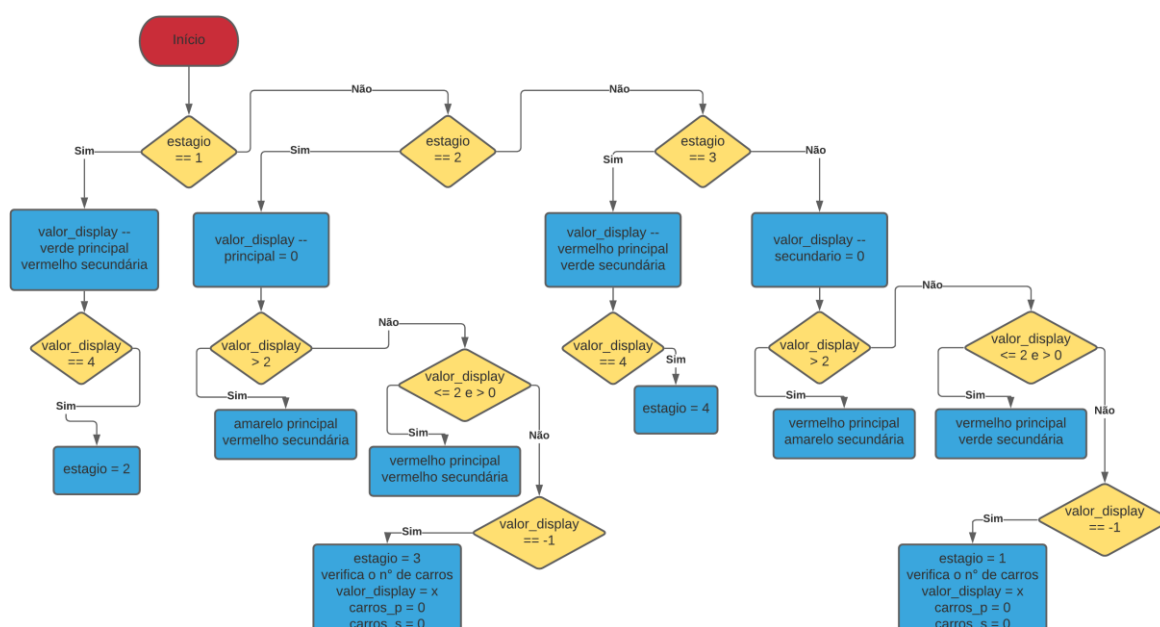 Início
Não
Não
estagio
== 1
estagio
== 2
estagio
== 3
Sim
Sim
Sim
Não
valor_display --
verde principal
vermelho secundária
valor_display --
principal = 0
valor_display --
vermelho principal
verde secundária
valor_display --
secundario = 0
valor_display
== 4
Sim
estagio = 2
valor_display
> 2
Não
Sim
amarelo principal
vermelho secundária
valor_display
<= 2 e > 0
Sim
Não
vermelho principal
vermelho secundária
valor_display
== -1
Sim
estagio = 3
verifica o n° de carros
valor_display = x
carros_p = 0
carros_s = 0
valor_display
== 4
Sim
estagio = 4
valor_display
> 2
Não
Sim
vermelho principal
amarelo secundária
valor_display
<= 2 e > 0
Sim
Não
vermelho principal
verde secundária
valor_display
== -1
Sim
estagio = 1
verifica o n° de carros
valor_display = x
carros_p = 0
carros_s = 0